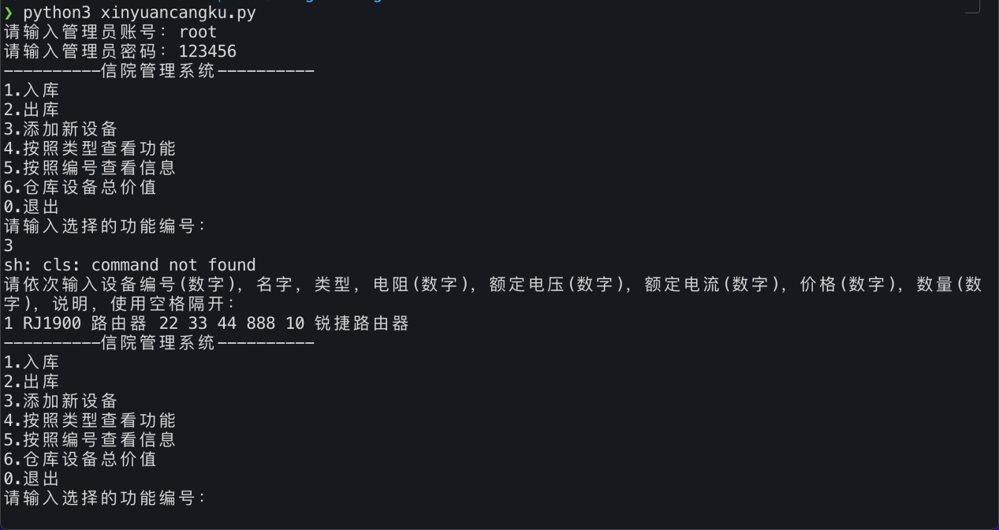 ❯ python3 xinyuancangku.py
请输入管理员账号: root
请输入管理员密码: 123456
----------信院管理系统----------
1.入库
2.出库
3.添加新设备
4.按照类型查看功能
5.按照编号查看信息
6.仓库设备总价值
0.退出
请输入选择的功能编号:
3
sh: cls: command not found
请依次输入设备编号(数字), 名字, 类型, 电阻(数字), 额定电压(数字), 额定电流(数字), 价格(数字), 数量(数
字), 说明, 使用空格隔开:
1 RJ1900 路由器 22 33 44 888 10 锐捷路由器
----------信院管理系统----------
1.入库
2.出库
3.添加新设备
4.按照类型查看功能
5.按照编号查看信息
6.仓库设备总价值
0.退出
请输入选择的功能编号: